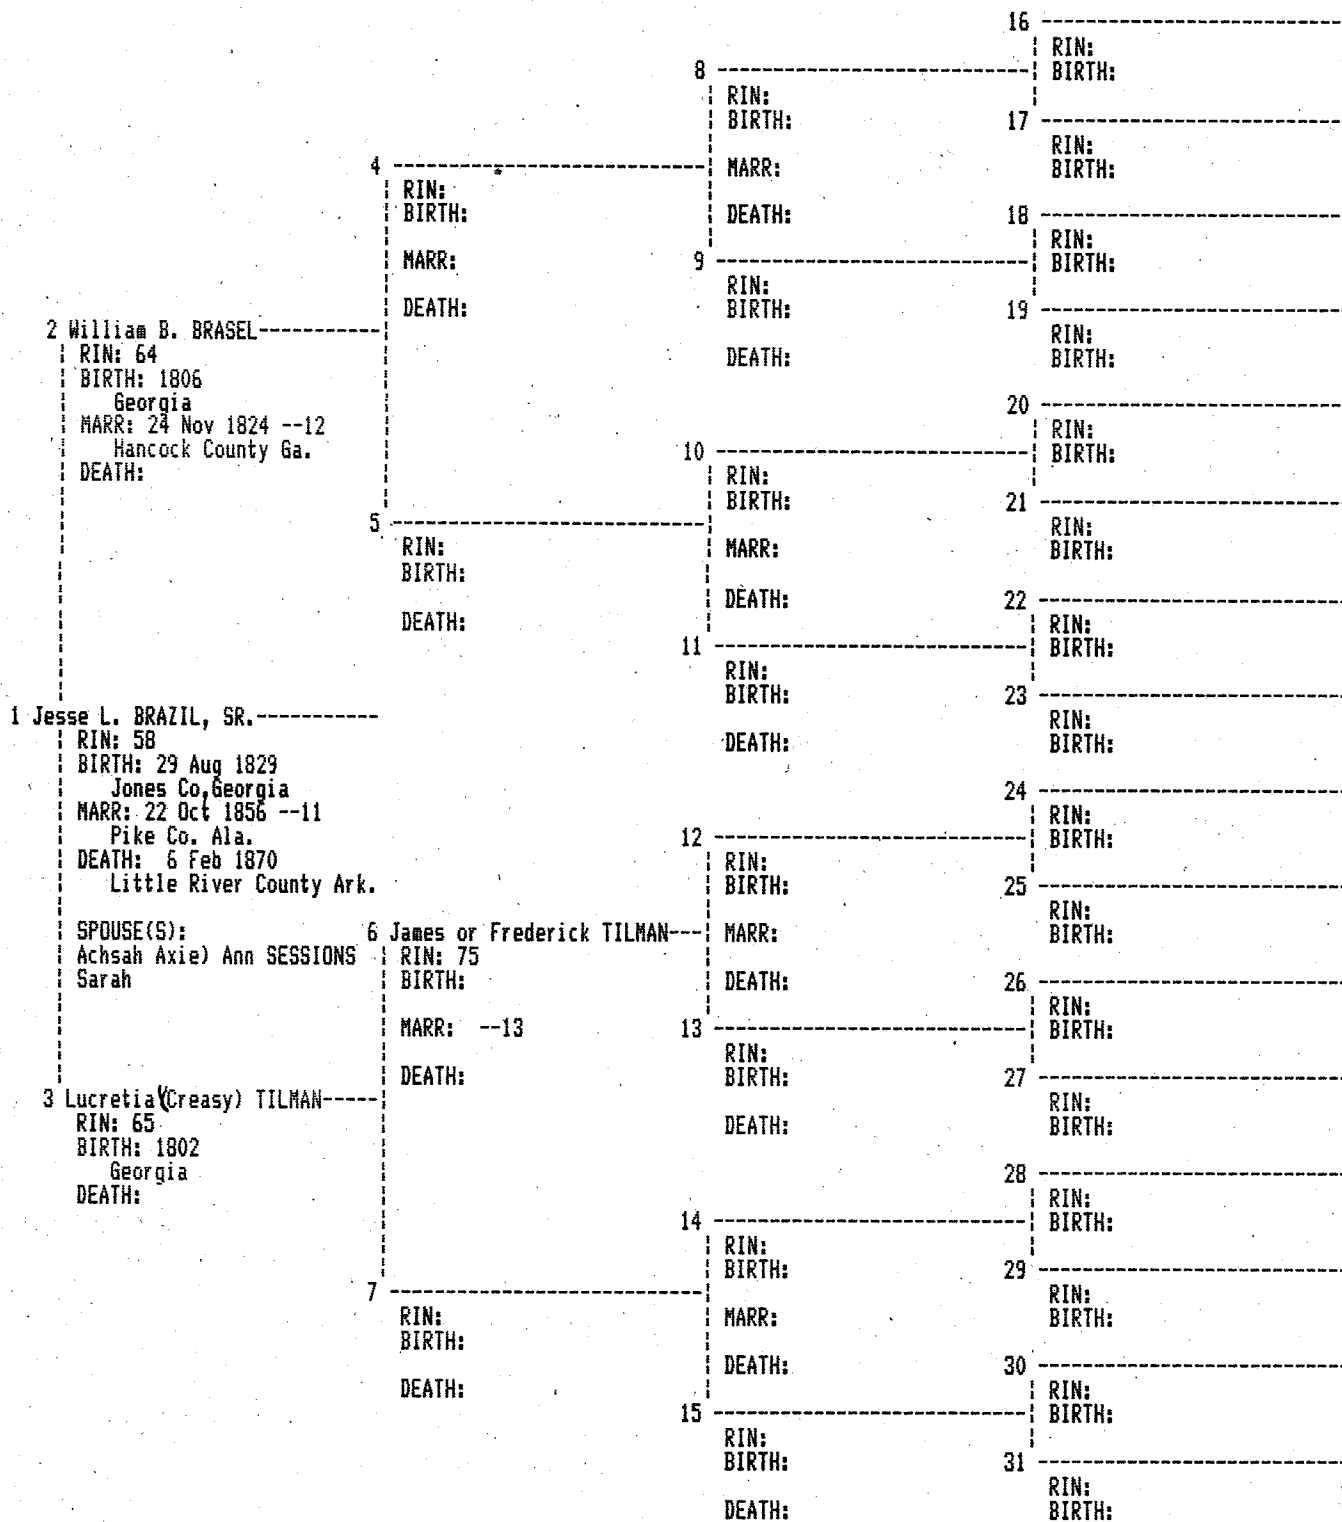 16
RIN:
BIRTH:
8
RIN:
BIRTH:
MARR:
DEATH:
17
RIN:
BIRTH:
4
RIN:
BIRTH:
MARR:
DEATH:
18
RIN:
BIRTH:
9
RIN:
BIRTH:
DEATH:
19
RIN:
BIRTH:
2 William B. BRASEL
RIN: 64
BIRTH: 1806
Georgia
MARR: 24 Nov 1824 --12
Hancock County Ga.
DEATH:
20
RIN:
BIRTH:
10
RIN:
BIRTH:
MARR:
DEATH:
21
RIN:
BIRTH:
5
RIN:
BIRTH:
DEATH:
22
RIN:
BIRTH:
11
RIN:
BIRTH:
DEATH:
23
RIN:
BIRTH:
1 Jesse L. BRAZIL, SR.
RIN: 58
BIRTH: 29 Aug 1829
Jones Co,Georgia
MARR: 22 Oct 1856 --11
Pike Co. Ala.
DEATH: 6 Feb 1870
Little River County Ark.
SPOUSE(S):
Achsah Axie) Ann SESSIONS
Sarah
24
RIN:
BIRTH:
12
RIN:
BIRTH:
MARR:
DEATH:
25
RIN:
BIRTH:
6 James or Frederick TILMAN
RIN: 75
BIRTH:
MARR: --13
DEATH:
26
RIN:
BIRTH:
13
RIN:
BIRTH:
DEATH:
27
RIN:
BIRTH:
3 Lucretia (Creasy) TILMAN
RIN: 65
BIRTH: 1802
Georgia
DEATH:
28
RIN:
BIRTH:
14
RIN:
BIRTH:
MARR:
DEATH:
29
RIN:
BIRTH:
7
RIN:
BIRTH:
DEATH:
30
RIN:
BIRTH:
15
RIN:
BIRTH:
DEATH:
31
RIN:
BIRTH: